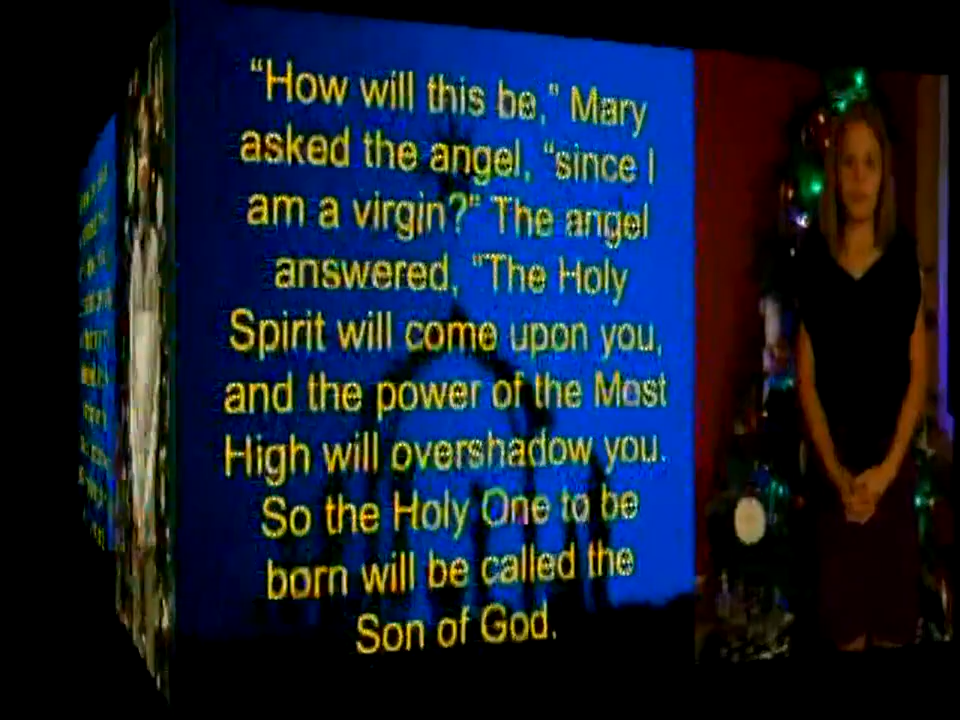 “How will this be,” Mary
asked the angel, “since I
am a virgin?” The angel
answered, “The Holy
Spirit will come upon you,
and the power of the Most
High will overshadow you.
So the Holy One to be
born will be called the
Son of God.